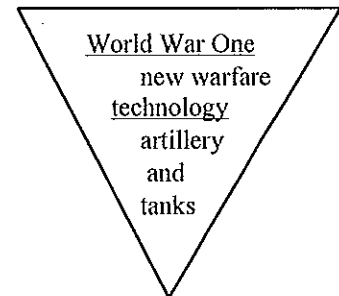 World War One
new warfare
technology
artillery
and
tanks